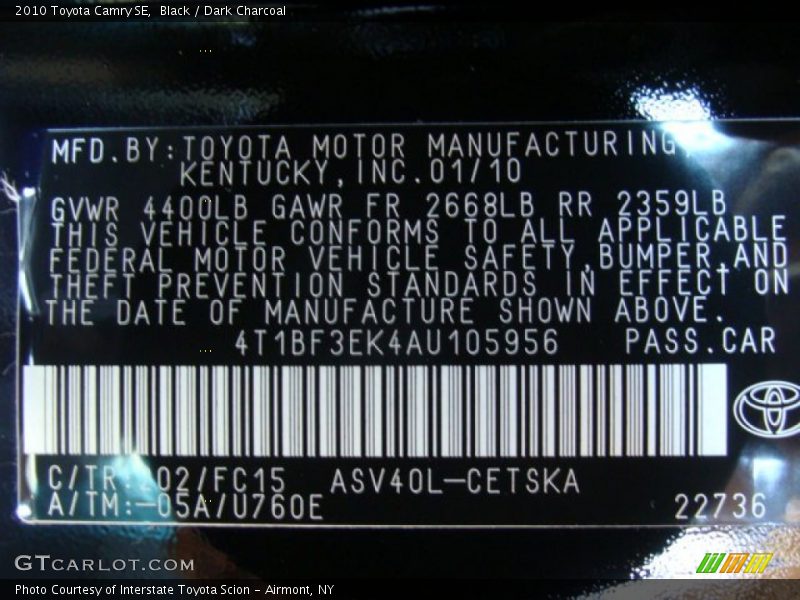 2010 Toyota Camry SE, Black / Dark Charcoal
MFD.BY:TOYOTA MOTOR MANUFACTURING,
KENTUCKY,INC.01/10
GVWR 4400LB GAWR FR 2668LB RR 2359LB
THIS VEHICLE CONFORMS TO ALL APPLICABLE
FEDERAL MOTOR VEHICLE SAFETY,BUMPER,AND
THEFT PREVENTION STANDARDS IN EFFECT ON
THE DATE OF MANUFACTURE SHOWN ABOVE.
4T1BF3EK4AU105956 PASS.CAR
C/TR: 02/FC15 ASV40L-CETSKA
A/TM:-05A/U760E 22736
GTCARLOT.COM
Photo Courtesy of Interstate Toyota Scion - Airmont, NY